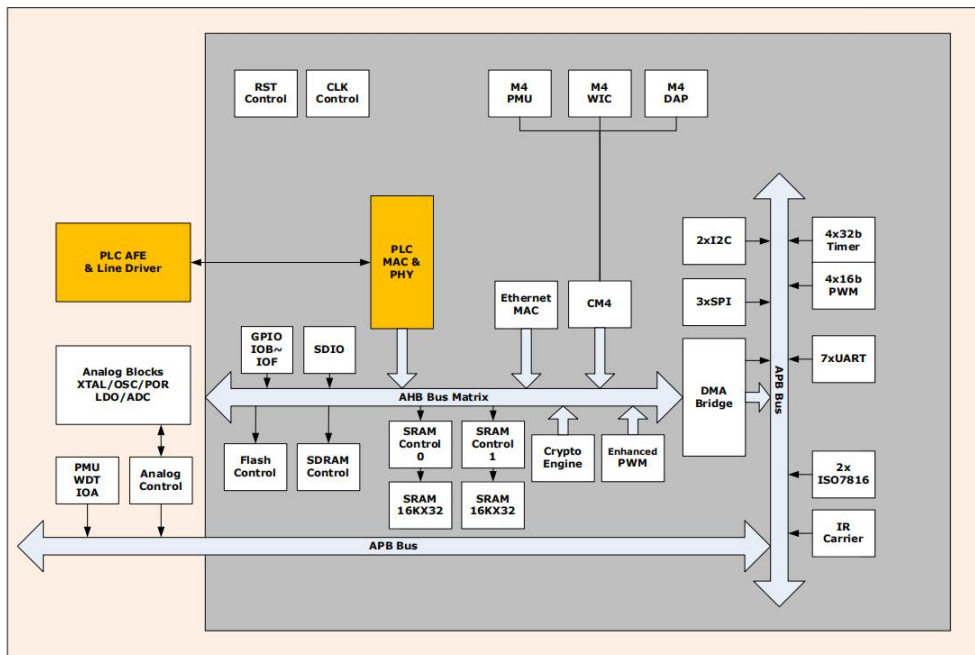 RST
Control
CLK
Control
M4
PMU
M4
WIC
M4
DAP
PLC AFE
& Line Driver
PLC
MAC &
PHY
2xI2C
4x32b
Timer
4x16b
PWM
Ethernet
MAC
CM4
3xSPI
GPIO
IOB~
IOF
SDIO
Analog Blocks
XTAL/OSC/POR
LDO/ADC
AHB Bus Matrix
DMA
Bridge
APB Bus
7xUART
Flash
Control
SDRAM
Control
SRAM
Control
0
SRAM
Control
1
Crypto
Engine
Enhanced
PWM
PMU
WDT
IOA
Analog
Control
SRAM
16KX32
SRAM
16KX32
2x
ISO7816
IR
Carrier
APB Bus